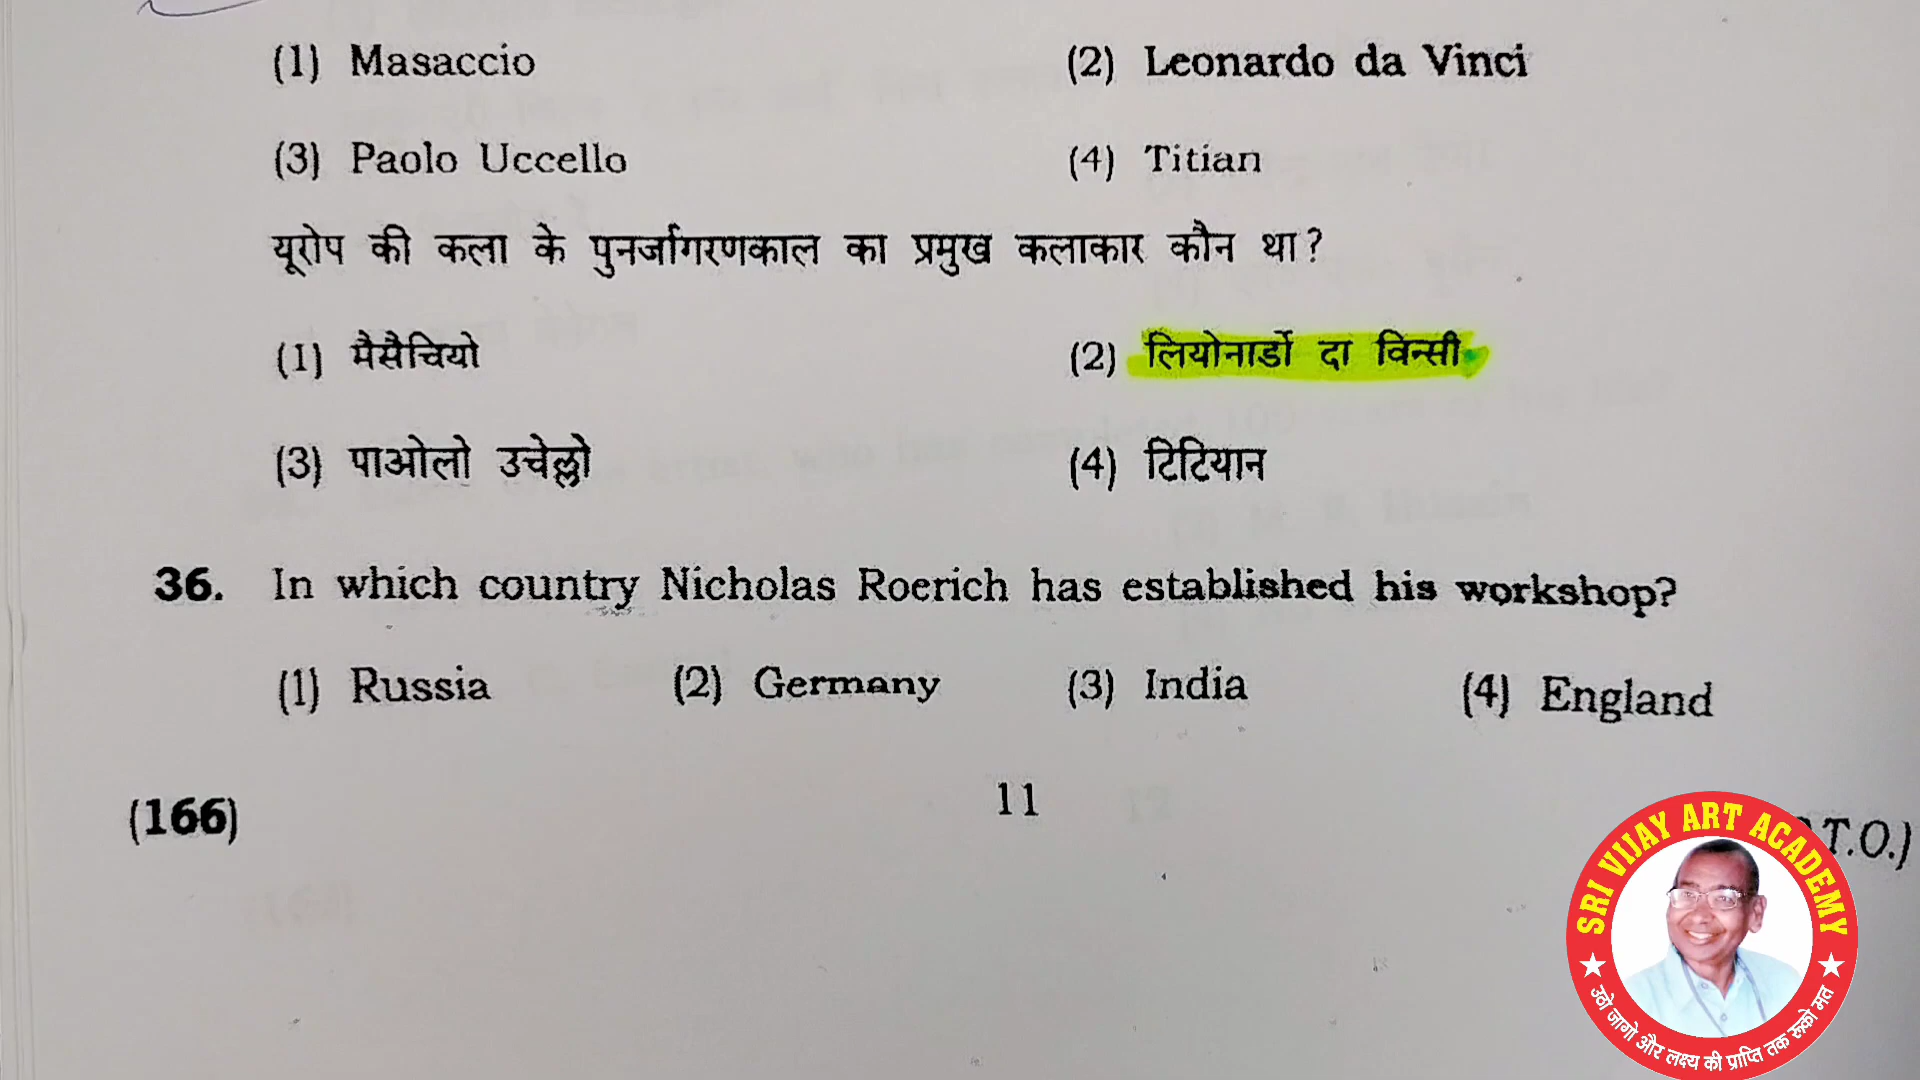 (1) Masaccio (2) Leonardo da Vinci
(3) Paolo Uccello (4) Titian
यूरोप की कला के पुनर्जागरणकाल का प्रमुख कलाकार कौन था?
(1) मैसैचियो (2) लियोनार्डो दा विन्सी
(3) पाओलो उचेल्लो (4) टिटियान
36. In which country Nicholas Roerich has established his workshop?
(1) Russia (2) Germany (3) India (4) England
(166) 11 T.O.)
SRI VIJAY ART ACADEMY
उठो जागो और लक्ष्य की प्राप्ति तक रूको मत